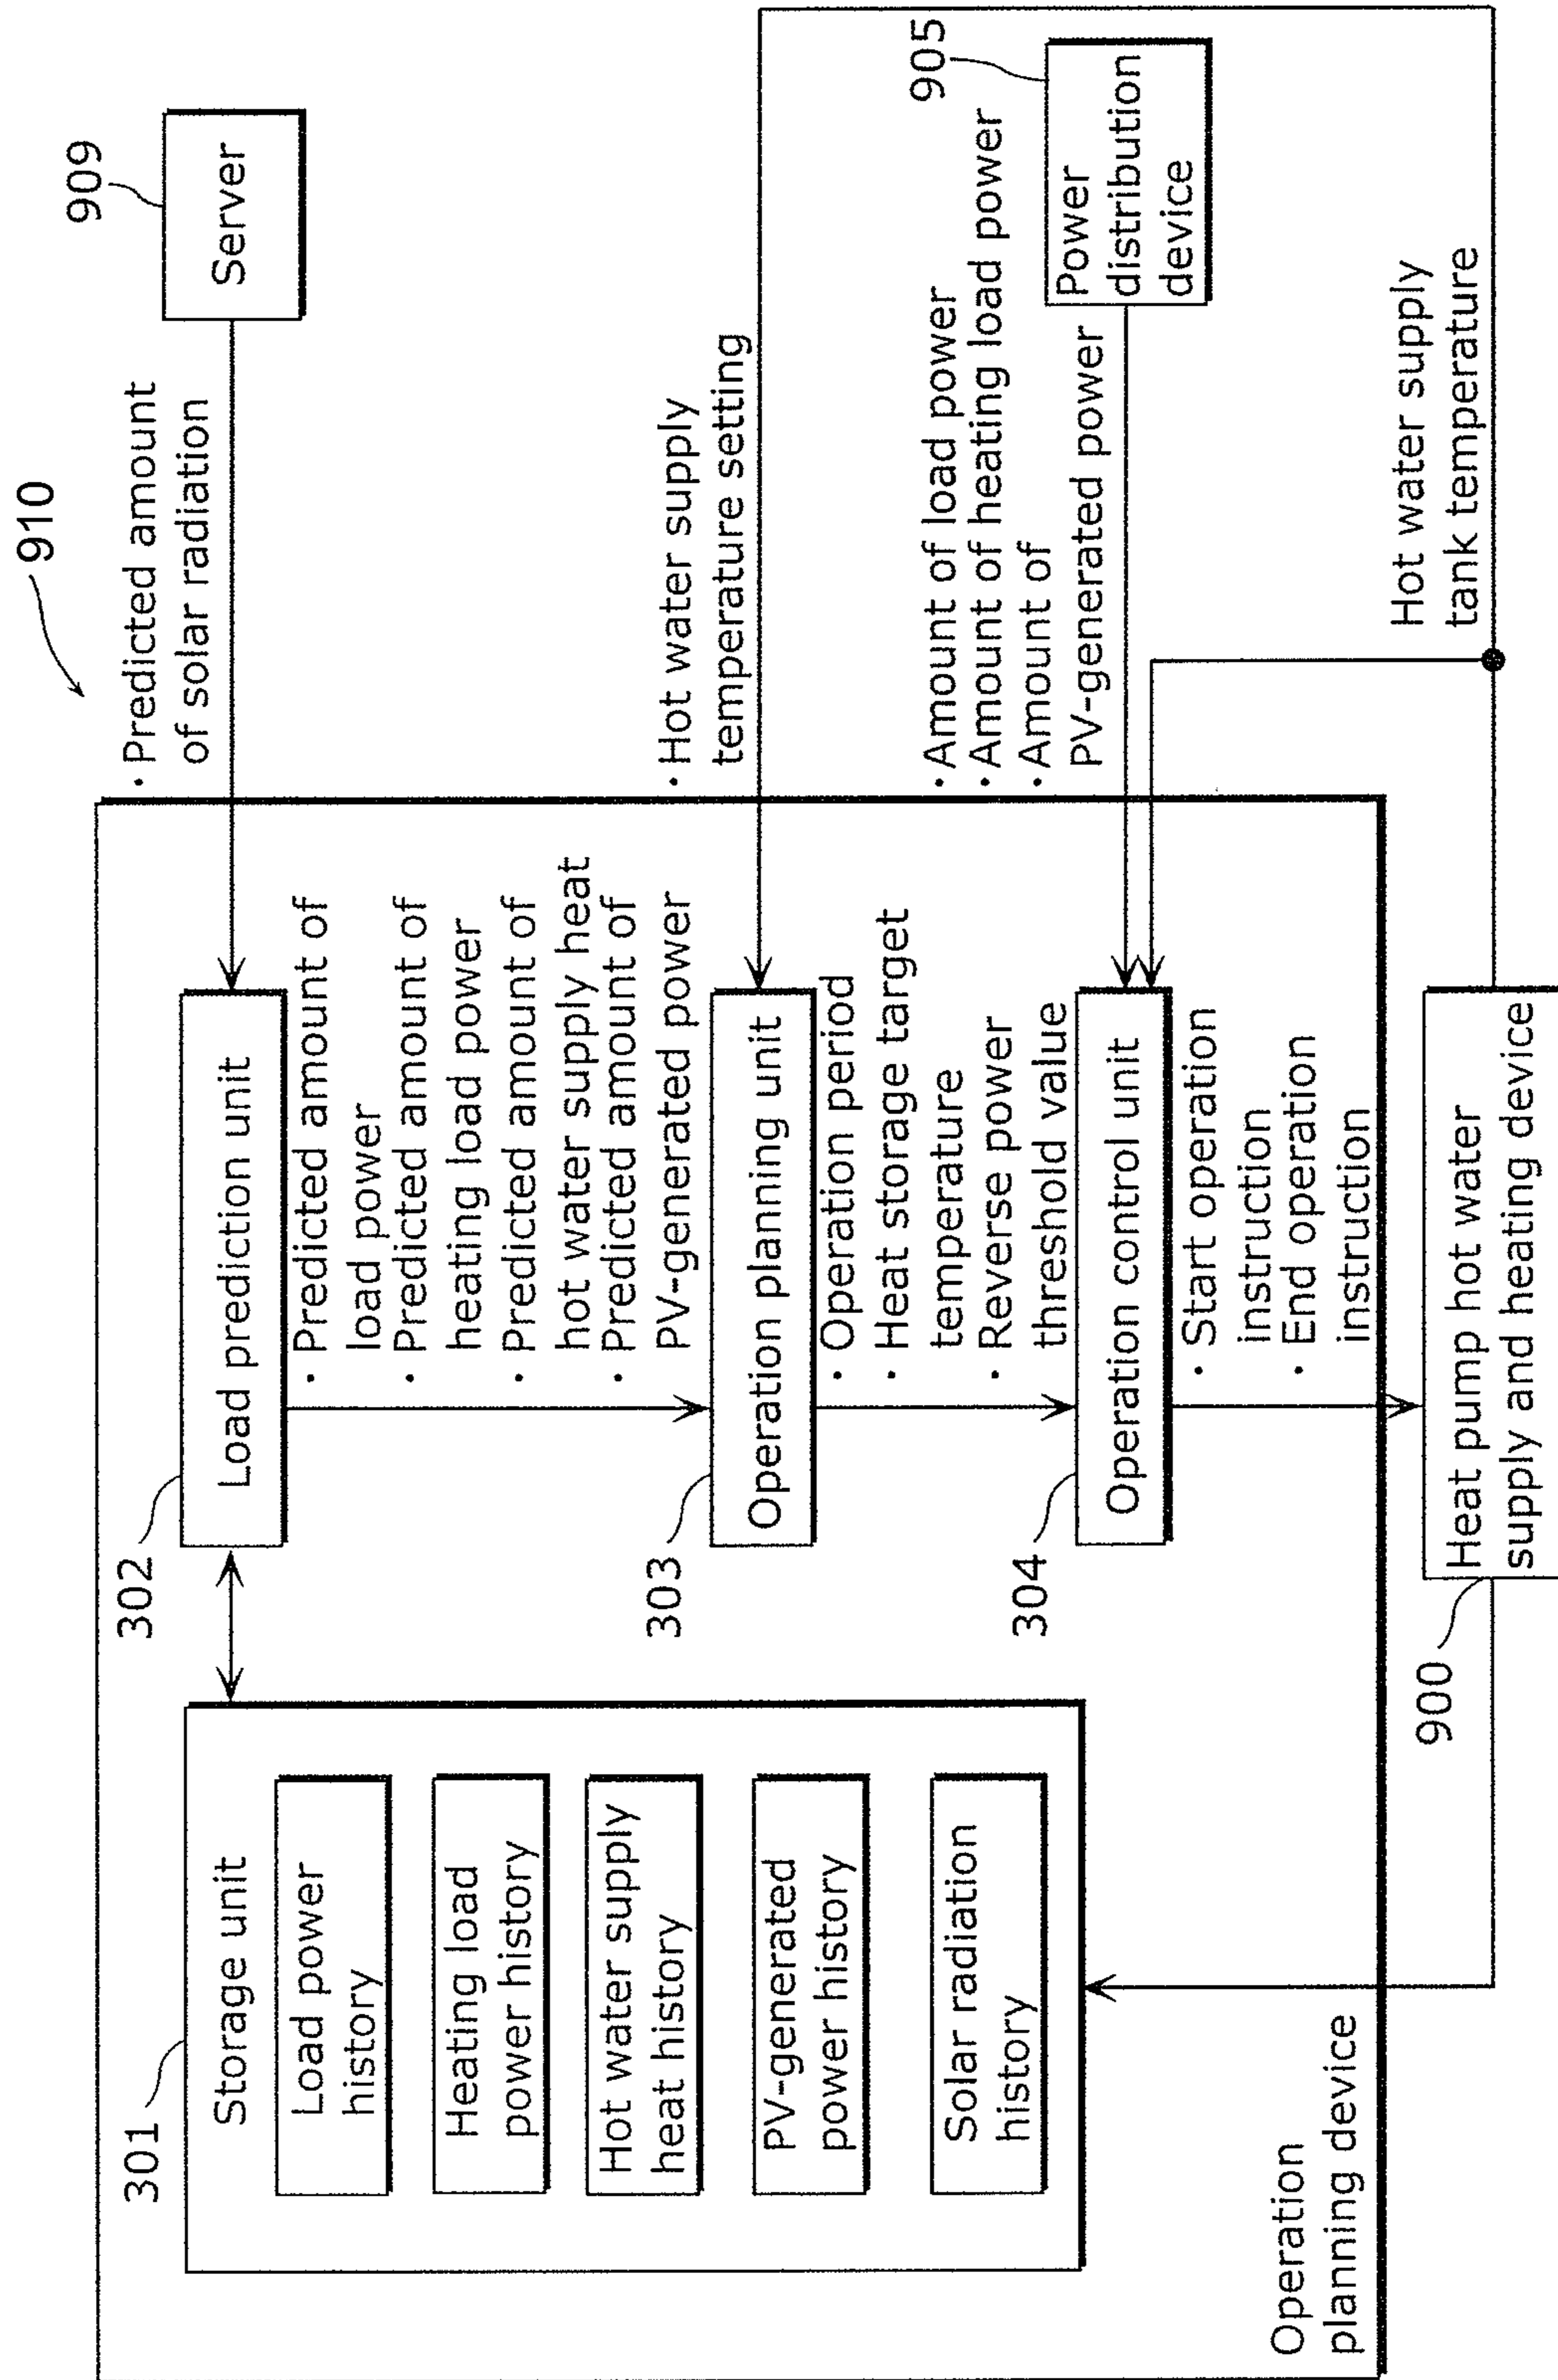 910
301
Storage unit
Load power
history
Heating load
power history
Hot water supply
heat history
PV-generated
power history
Solar radiation
history
Operation
planning device
302
Load prediction unit
· Predicted amount of
load power
· Predicted amount of
heating load power
· Predicted amount of
hot water supply heat
· Predicted amount of
PV-generated power
303
Operation planning unit
· Operation period
· Heat storage target
temperature
· Reverse power
threshold value
304
Operation control unit
· Start operation
instruction
· End operation
instruction
900
Heat pump hot water
supply and heating device
· Predicted amount
of solar radiation
909
Server
· Hot water supply
temperature setting
· Amount of load power
· Amount of heating load power
· Amount of
PV-generated power
905
Power
distribution
device
Hot water supply
tank temperature